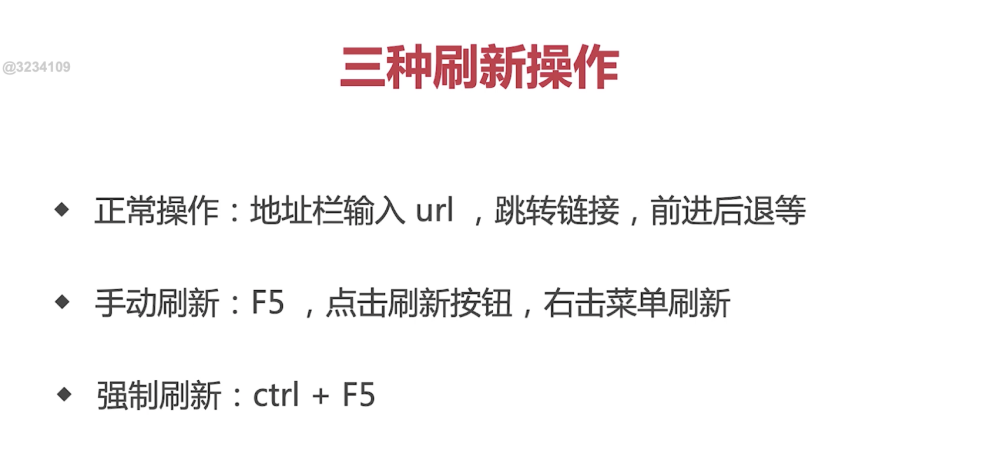 三种刷新操作
@3234109
◆ 正常操作：地址栏输入 url ，跳转链接，前进后退等
◆ 手动刷新：F5 ，点击刷新按钮，右击菜单刷新
◆ 强制刷新：ctrl + F5